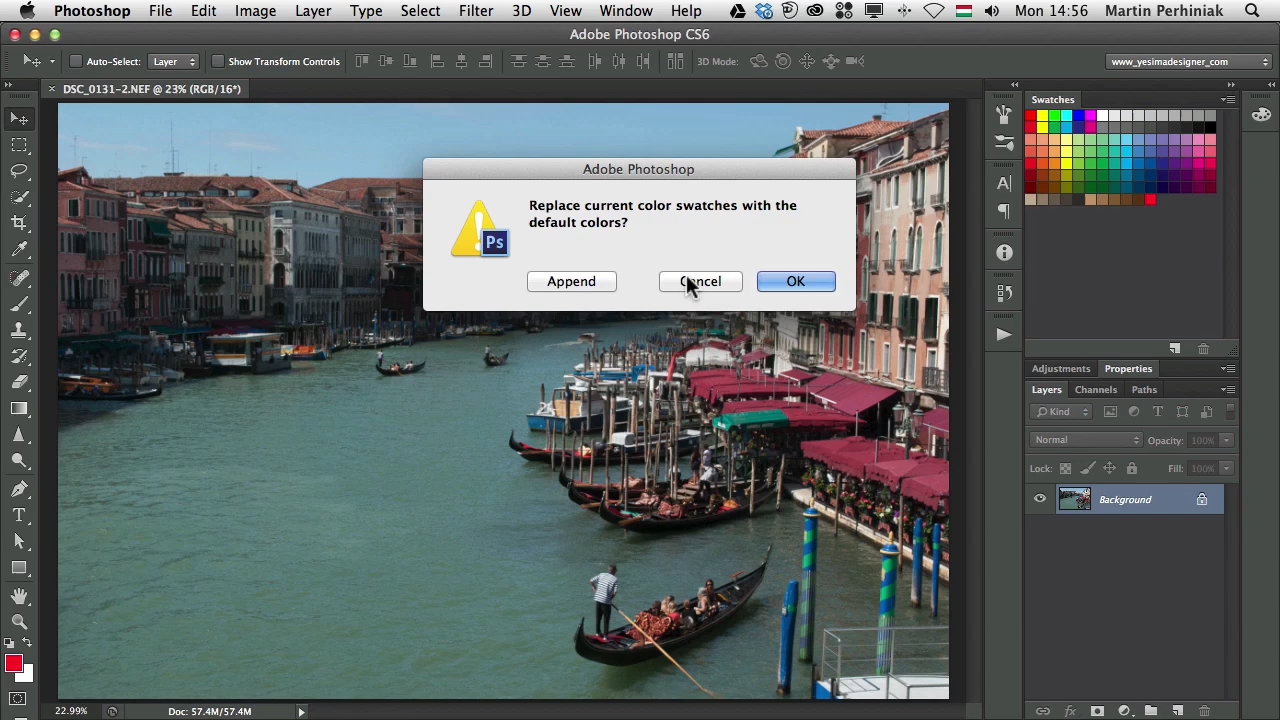 Photoshop File Edit Image Layer Type Select Filter 3D View Window Help Mon 14:56 Martin Perhiniak
Adobe Photoshop CS6
Auto-Select: Layer Show Transform Controls 3D Mode: www_yesimadesigner_com
DSC_0131-2.NEF @ 23% (RGB/16*)
Swatches
Adobe Photoshop
Replace current color swatches with the
default colors?
Ps
Append Cancel OK
Adjustments Properties
Layers Channels Paths
Kind
Normal Opacity: 100%
Lock: Fill: 100%
Background
22.99% Doc: 57.4M/57.4M